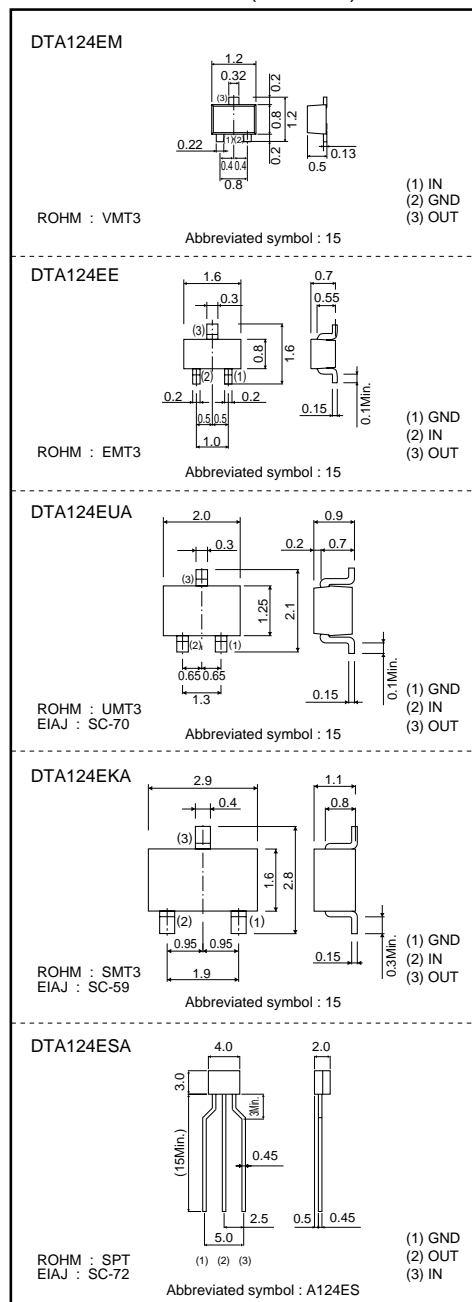 DTA124EM
1.2
0.32
0.2
(3)
0.8
1.2
(1)
(2)
0.22
0.4
0.4
0.2
0.8
0.5
0.13
(1) IN
(2) GND
(3) OUT
ROHM : VMT3
Abbreviated symbol : 15
DTA124EE
1.6
0.3
(3)
0.8
1.6
(2)
(1)
0.2
0.2
0.5
0.5
1.0
0.7
0.55
0.15
0.1Min.
(1) GND
(2) IN
(3) OUT
ROHM : EMT3
Abbreviated symbol : 15
DTA124EUA
2.0
0.3
(3)
1.25
2.1
(2)
(1)
0.65
0.65
1.3
0.9
0.2
0.7
0.15
0.1Min.
(1) GND
(2) IN
(3) OUT
ROHM : UMT3
EIAJ : SC-70
Abbreviated symbol : 15
DTA124EKA
2.9
0.4
(3)
1.6
2.8
(2)
(1)
0.95
0.95
1.9
1.1
0.8
0.15
0.3Min.
(1) GND
(2) IN
(3) OUT
ROHM : SMT3
EIAJ : SC-59
Abbreviated symbol : 15
DTA124ESA
4.0
2.0
3.0
3Min.
(15Min.)
0.45
2.5
5.0
0.5
0.45
(1) (2) (3)
(1) GND
(2) OUT
(3) IN
ROHM : SPT
EIAJ : SC-72
Abbreviated symbol : A124ES